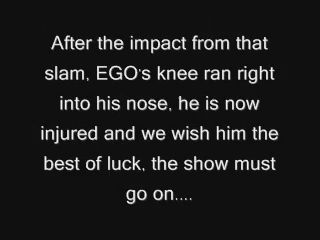 After the impact from that
slam, EGO's knee ran right
into his nose, he is now
injured and we wish him the
best of luck, the show must
go on....